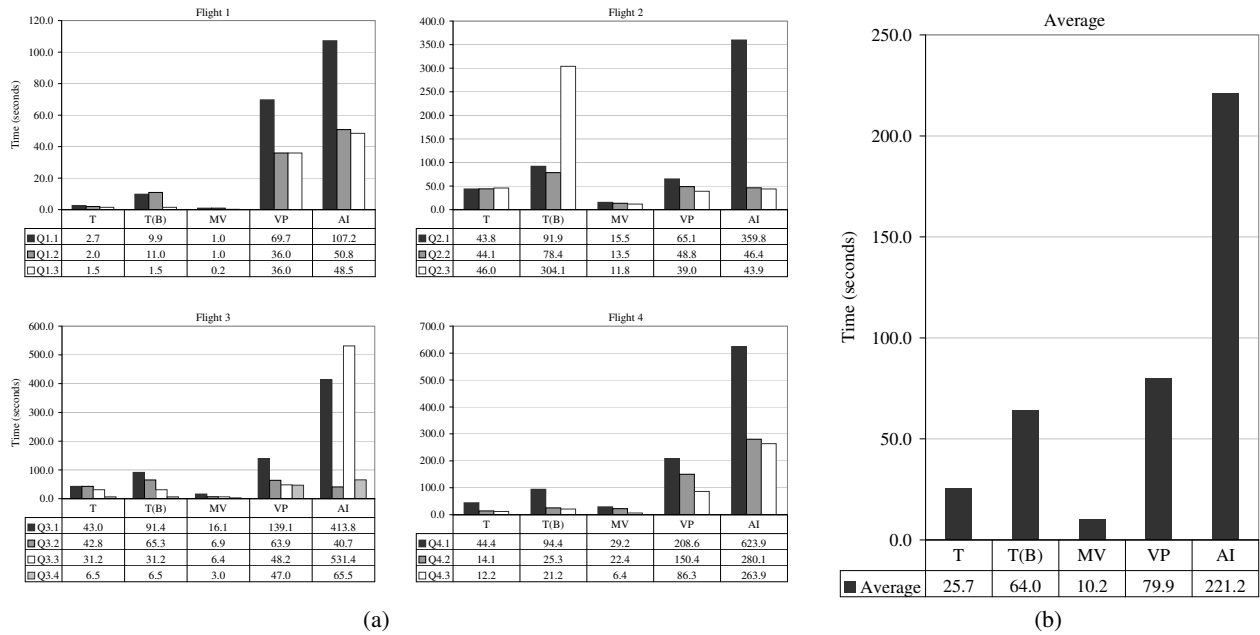 Flight 1
Time (seconds)
120.0
100.0
80.0
60.0
40.0
20.0
0.0
T T(B) MV VP AI
Q1.1 2.7 9.9 1.0 69.7 107.2
Q1.2 2.0 11.0 1.0 36.0 50.8
Q1.3 1.5 1.5 0.2 36.0 48.5
Flight 2
400.0
350.0
300.0
250.0
200.0
150.0
100.0
50.0
0.0
T T(B) MV VP AI
Q2.1 43.8 91.9 15.5 65.1 359.8
Q2.2 44.1 78.4 13.5 48.8 46.4
Q2.3 46.0 304.1 11.8 39.0 43.9
Flight 3
Time (seconds)
600.0
500.0
400.0
300.0
200.0
100.0
0.0
T T(B) MV VP AI
Q3.1 43.0 91.4 16.1 139.1 413.8
Q3.2 42.8 65.3 6.9 63.9 40.7
Q3.3 31.2 31.2 6.4 48.2 531.4
Q3.4 6.5 6.5 3.0 47.0 65.5
Flight 4
700.0
600.0
500.0
400.0
300.0
200.0
100.0
0.0
T T(B) MV VP AI
Q4.1 44.4 94.4 29.2 208.6 623.9
Q4.2 14.1 25.3 22.4 150.4 280.1
Q4.3 12.2 21.2 6.4 86.3 263.9
(a)
Average
Time (seconds)
250.0
200.0
150.0
100.0
50.0
0.0
T T(B) MV VP AI
Average 25.7 64.0 10.2 79.9 221.2
(b)